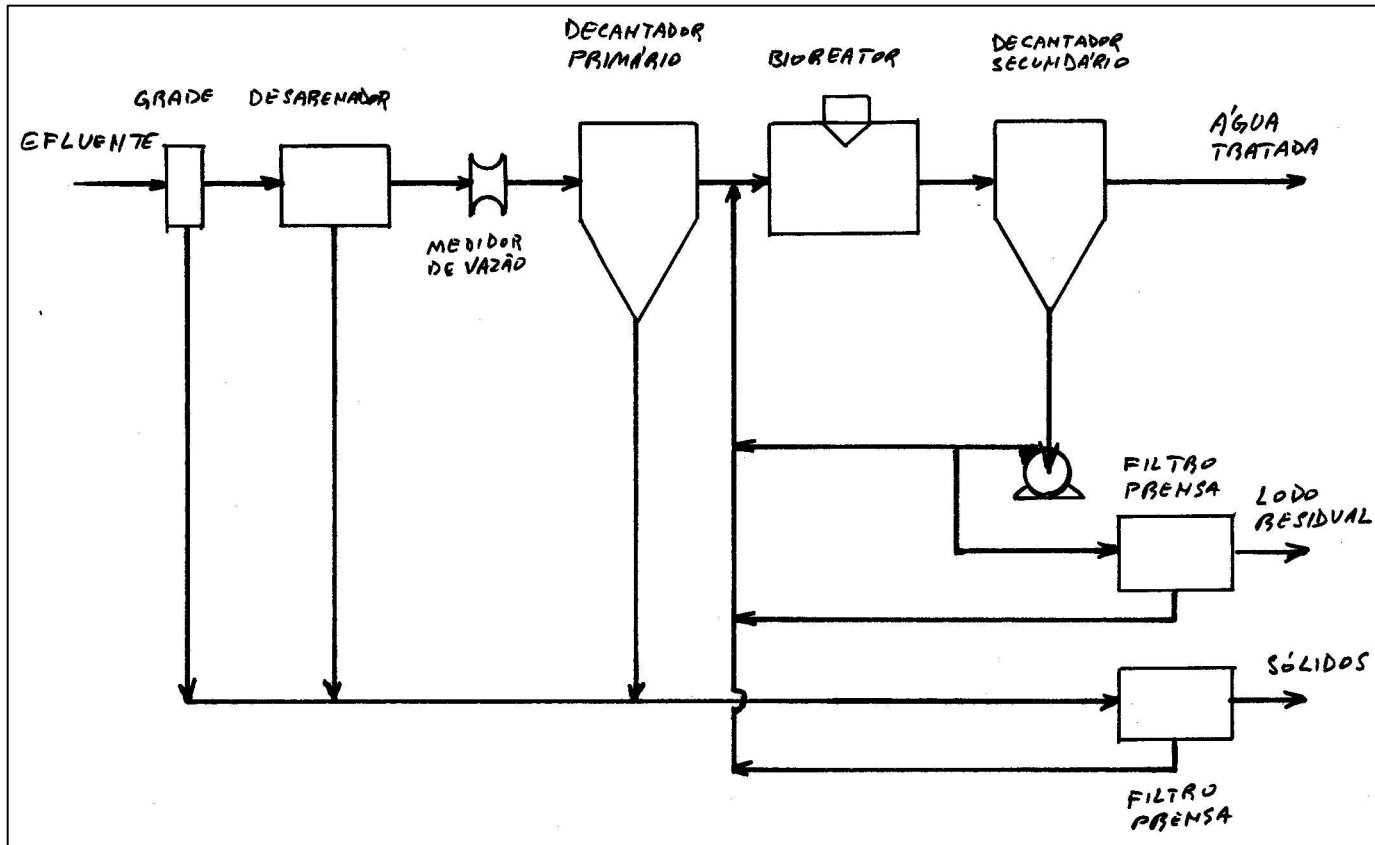 DECANTADOR
PRIMÁRIO
BIOREATOR
DECANTADOR
SECUNDÁRIO
GRADE
DESARENADOR
EFLUENTE
ÁGUA
TRATADA
MEDIDOR
DE VAZÃO
FILTRO
PRENSA
LODO
RESIDUAL
SÓLIDOS
FILTRO
PRENSA